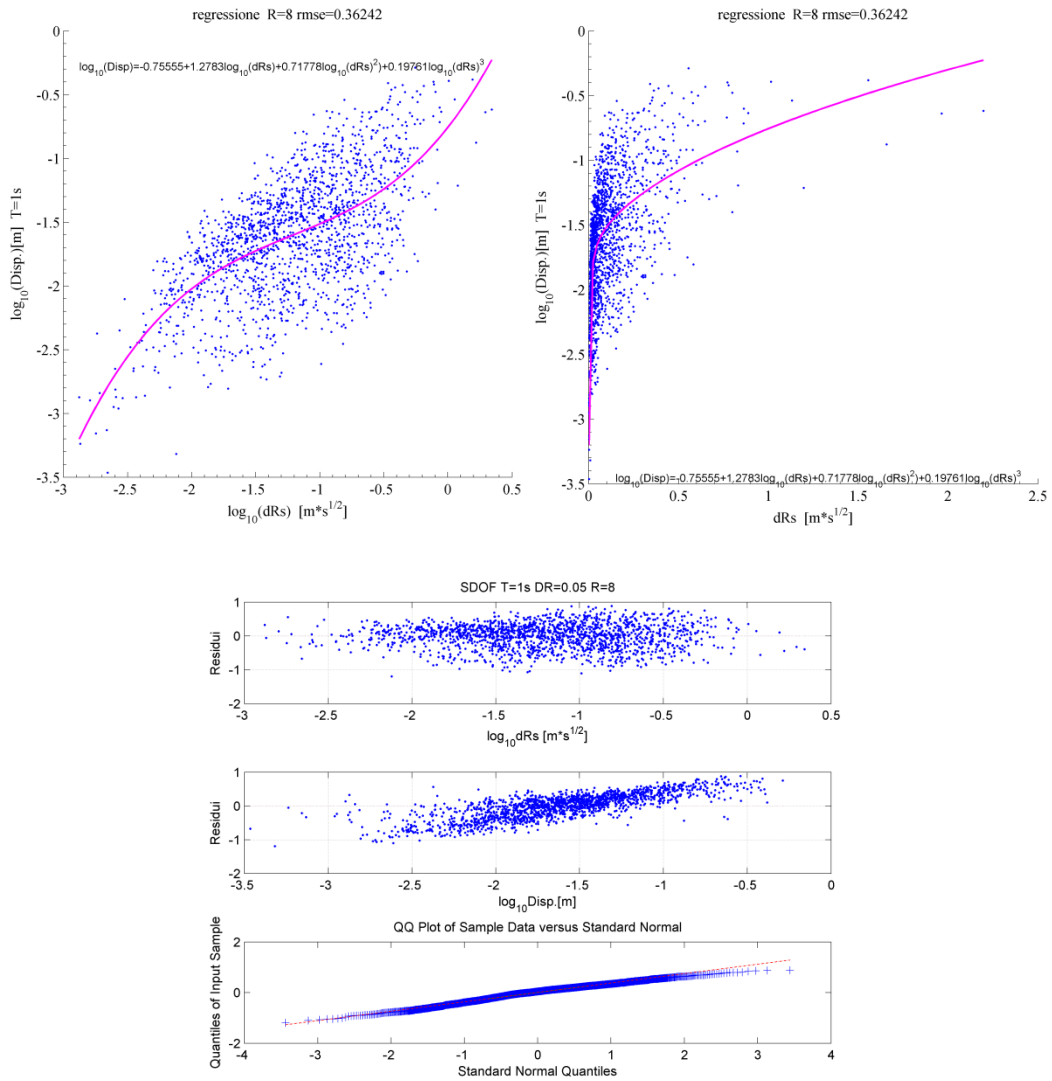 regressione R=8 rmse=0.36242
log10(Disp)=-0.75555+1.2783log10(dRs)+0.71778log10(dRs)^2)+0.19761log10(dRs)^3
log10(Disp.)[m] T=1s
0
-0.5
-1
-1.5
-2
-2.5
-3
-3.5
-3 -2.5 -2 -1.5 -1 -0.5 0 0.5
log10(dRs) [m*s^1/2]
regressione R=8 rmse=0.36242
log10(Disp.)[m] T=1s
0
-0.5
-1
-1.5
-2
-2.5
-3
-3.5
log10(Disp)=-0.75555+1.2783log10(dRs)+0.71778log10(dRs)^2)+0.19761log10(dRs)^3
0 0.5 1 1.5 2 2.5
dRs [m*s^1/2]
SDOF T=1s DR=0.05 R=8
Residui
1
0
-1
-2
-3 -2.5 -2 -1.5 -1 -0.5 0 0.5
log10dRs [m*s^1/2]
Residui
1
0
-1
-2
-3.5 -3 -2.5 -2 -1.5 -1 -0.5 0
log10Disp.[m]
QQ Plot of Sample Data versus Standard Normal
Quantiles of Input Sample
2
0
-2
-4 -3 -2 -1 0 1 2 3 4
Standard Normal Quantiles